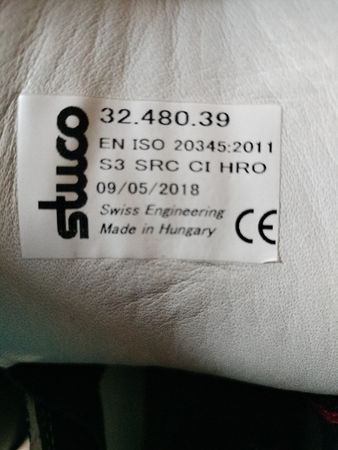 stuco
32.480.39
EN ISO 20345:2011
S3 SRC CI HRO
09/05/2018
Swiss Engineering
Made in Hungary
CE